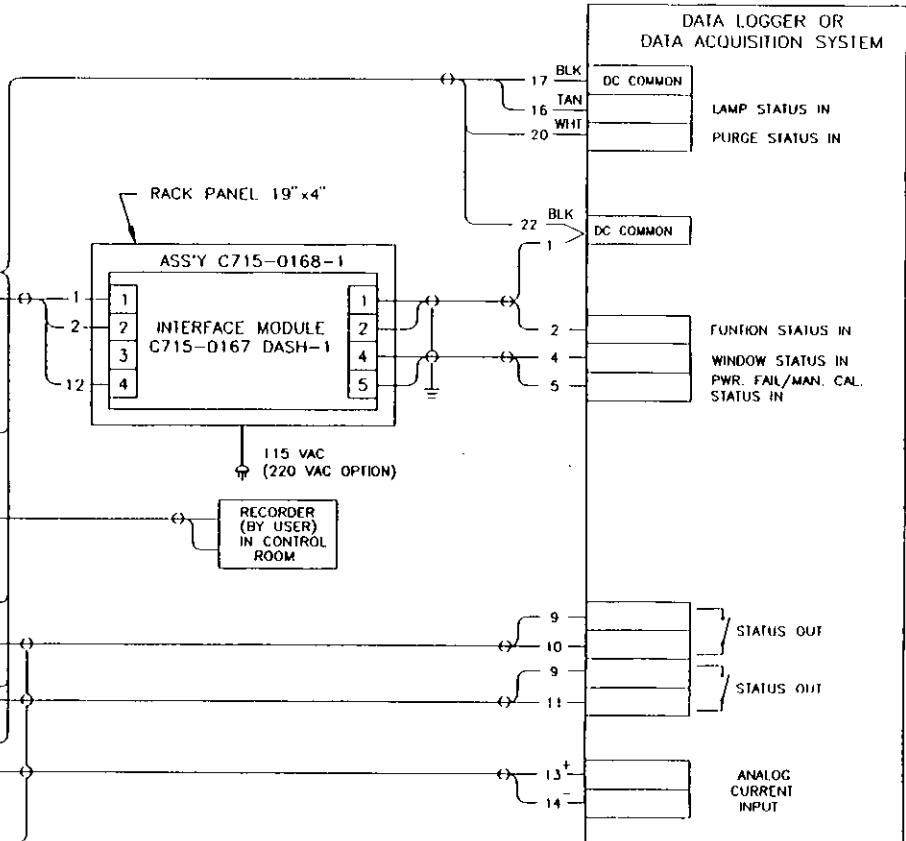 DATA LOGGER OR
DATA ACQUISITION SYSTEM
17 BLK DC COMMON
16 TAN LAMP STATUS IN
20 WHT PURGE STATUS IN
RACK PANEL 19"x4"
22 BLK
1
DC COMMON
ASS'Y C715-0168-1
1 1
2 2
3
12 4
INTERFACE MODULE
C715-0167 DASH-1
1
2
4
5
2 FUNTION STATUS IN
4 WINDOW STATUS IN
5 PWR. FAIL/MAN. CAL.
STATUS IN
115 VAC
(220 VAC OPTION)
RECORDER
(BY USER)
IN CONTROL
ROOM
9
10
STATUS OUT
9
11
STATUS OUT
13+
14-
ANALOG
CURRENT
INPUT